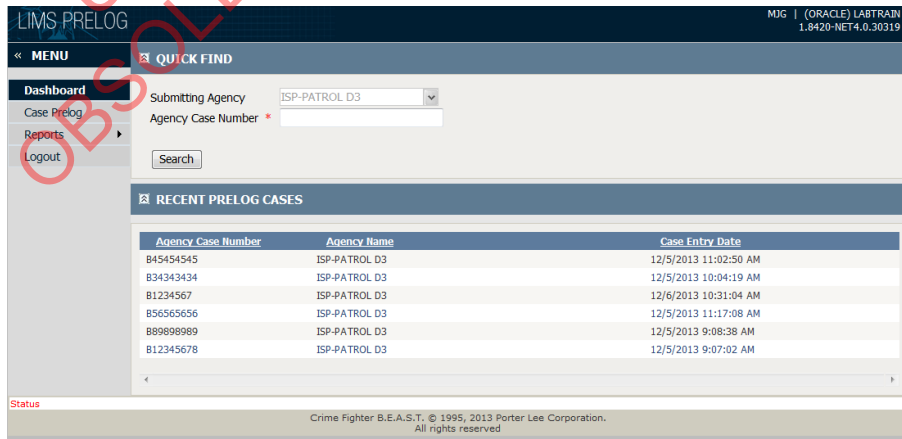 LIMS PRELOG
MJG | (ORACLE) LABTRAIN
1.8420-NET4.0.30319
« MENU
QUICK FIND
Dashboard
Case Prelog
Reports
Logout
Submitting Agency ISP-PATROL D3
Agency Case Number *
Search
RECENT PRELOG CASES
Agency Case Number Agency Name Case Entry Date
B45454545 ISP-PATROL D3 12/5/2013 11:02:50 AM
B34343434 ISP-PATROL D3 12/5/2013 10:04:19 AM
B1234567 ISP-PATROL D3 12/6/2013 10:31:04 AM
B56565656 ISP-PATROL D3 12/5/2013 11:17:08 AM
B89898989 ISP-PATROL D3 12/5/2013 9:08:38 AM
B12345678 ISP-PATROL D3 12/5/2013 9:07:02 AM
Status
Crime Fighter B.E.A.S.T. © 1995, 2013 Porter Lee Corporation.
All rights reserved
OBSOL